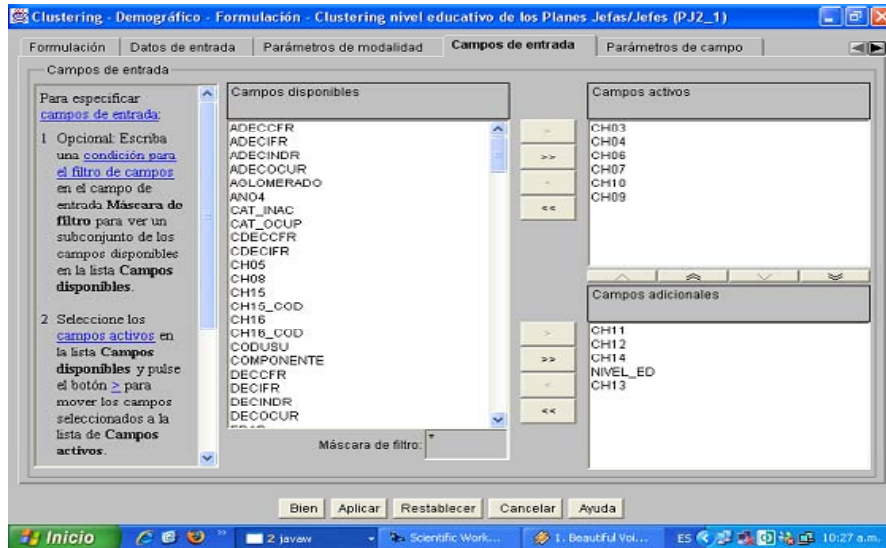 Clustering - Demográfico - Formulación - Clustering nivel educativo de los Planes Jefas/Jefes (PJ2_1)
Formulación Datos de entrada Parámetros de modalidad Campos de entrada Parámetros de campo
Campos de entrada
Para especificar
campos de entrada:
1 Opcional: Escriba
una condición para
el filtro de campos
en el campo de
entrada Máscara de
filtro para ver un
subconjunto de los
campos disponibles
en la lista Campos
disponibles.
2 Seleccione los
campos activos en
la lista Campos
disponibles y pulse
el botón > para
mover los campos
seleccionados a la
lista de Campos
activos.
Campos disponibles
ADECCFR
ADECIFR
ADECINDR
ADECOCUR
AGLOMERADO
ANO4
CAT_INAC
CAT_OCUP
CDECCFR
CDECIFR
CH05
CH08
CH15
CH15_COD
CH16
CH16_COD
CODUSU
COMPONENTE
DECCFR
DECIFR
DECINDR
DECOCUR
Máscara de filtro: *
>
>>
<
<<
Campos activos
CH03
CH04
CH06
CH07
CH10
CH09
>
>>
<
<<
Campos adicionales
CH11
CH12
CH14
NIVEL_ED
CH13
Bien Aplicar Restablecer Cancelar Ayuda
Inicio » 2 javaw Scientific Work... 1. Beautiful Voi... ES 10:27 a.m.